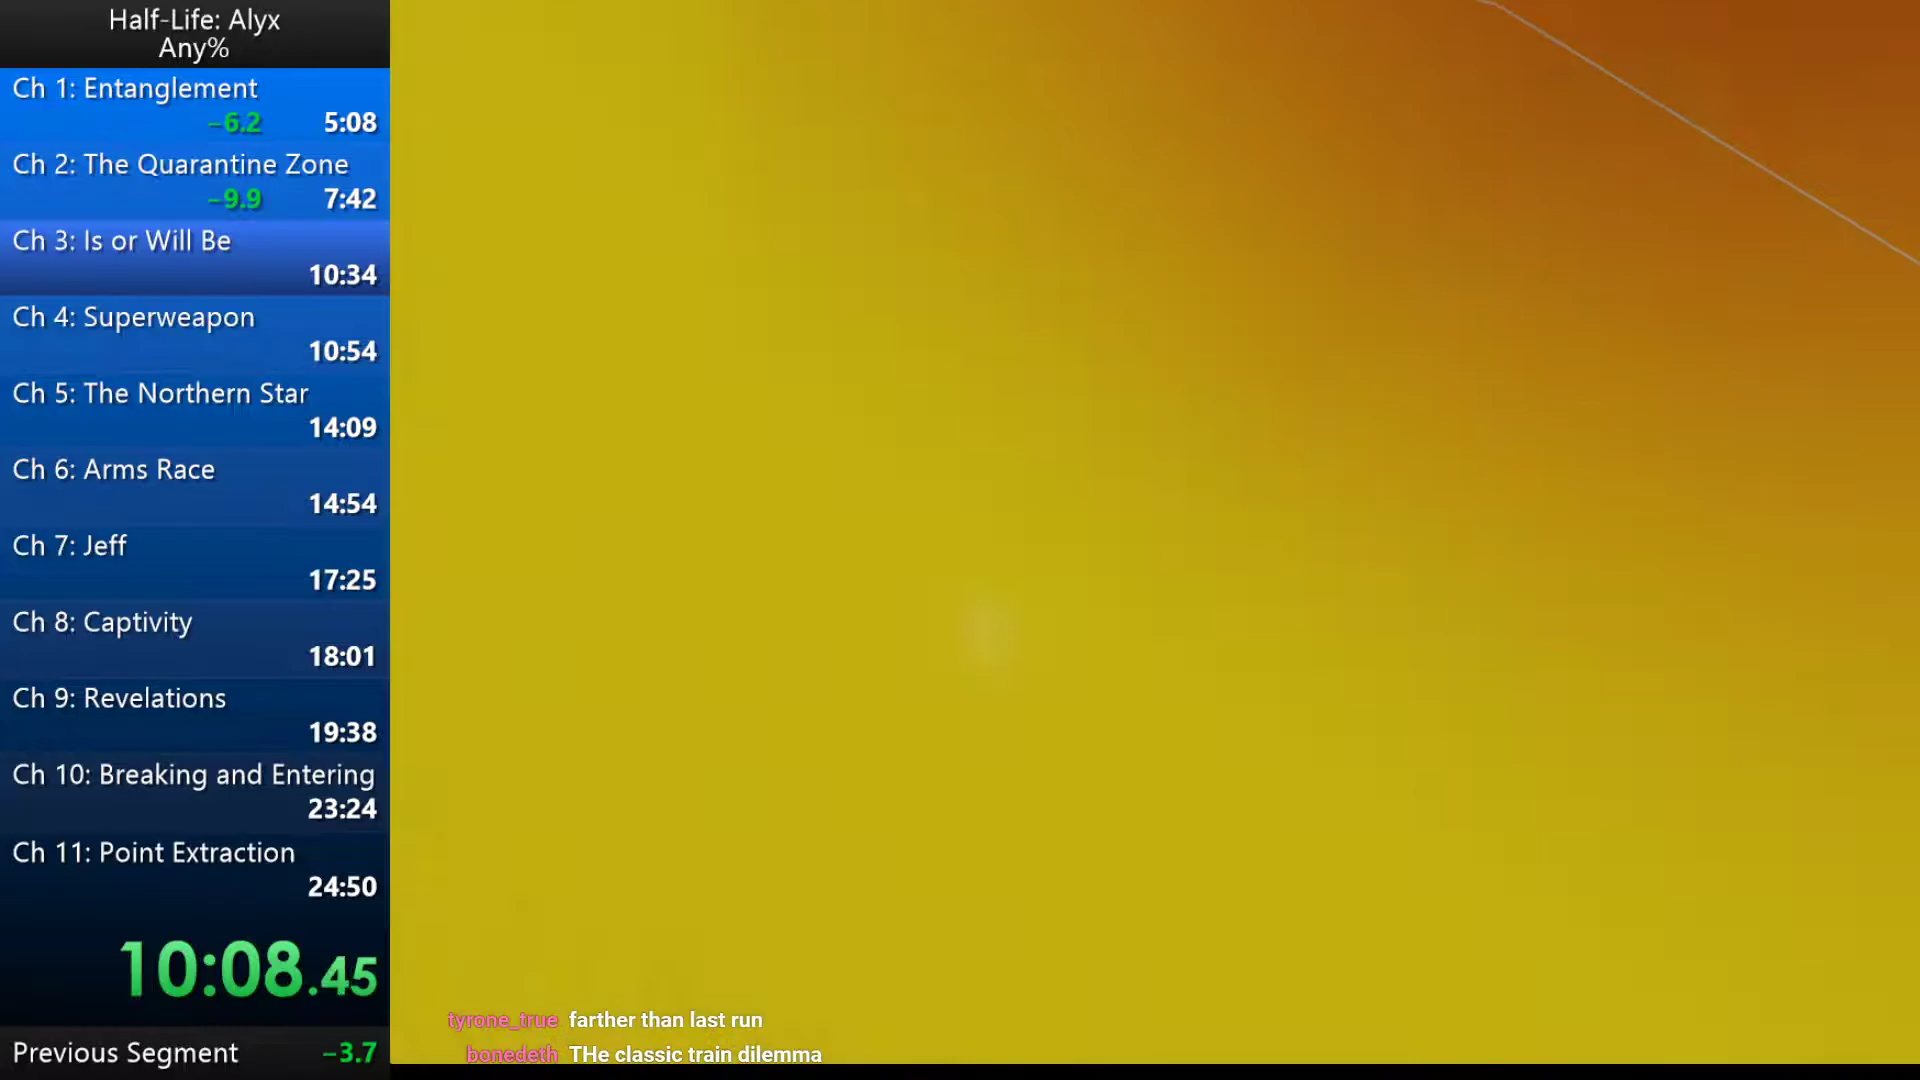 Half-Life: Alyx
Any%
Ch 1: Entanglement
−6.2 5:08
Ch 2: The Quarantine Zone
−9.9 7:42
Ch 3: Is or Will Be
10:34
Ch 4: Superweapon
10:54
Ch 5: The Northern Star
14:09
Ch 6: Arms Race
14:54
Ch 7: Jeff
17:25
Ch 8: Captivity
18:01
Ch 9: Revelations
19:38
Ch 10: Breaking and Entering
23:24
Ch 11: Point Extraction
24:50
10:08.45
Previous Segment −3.7
tyrone_true farther than last run
bonedeth THe classic train dilemma